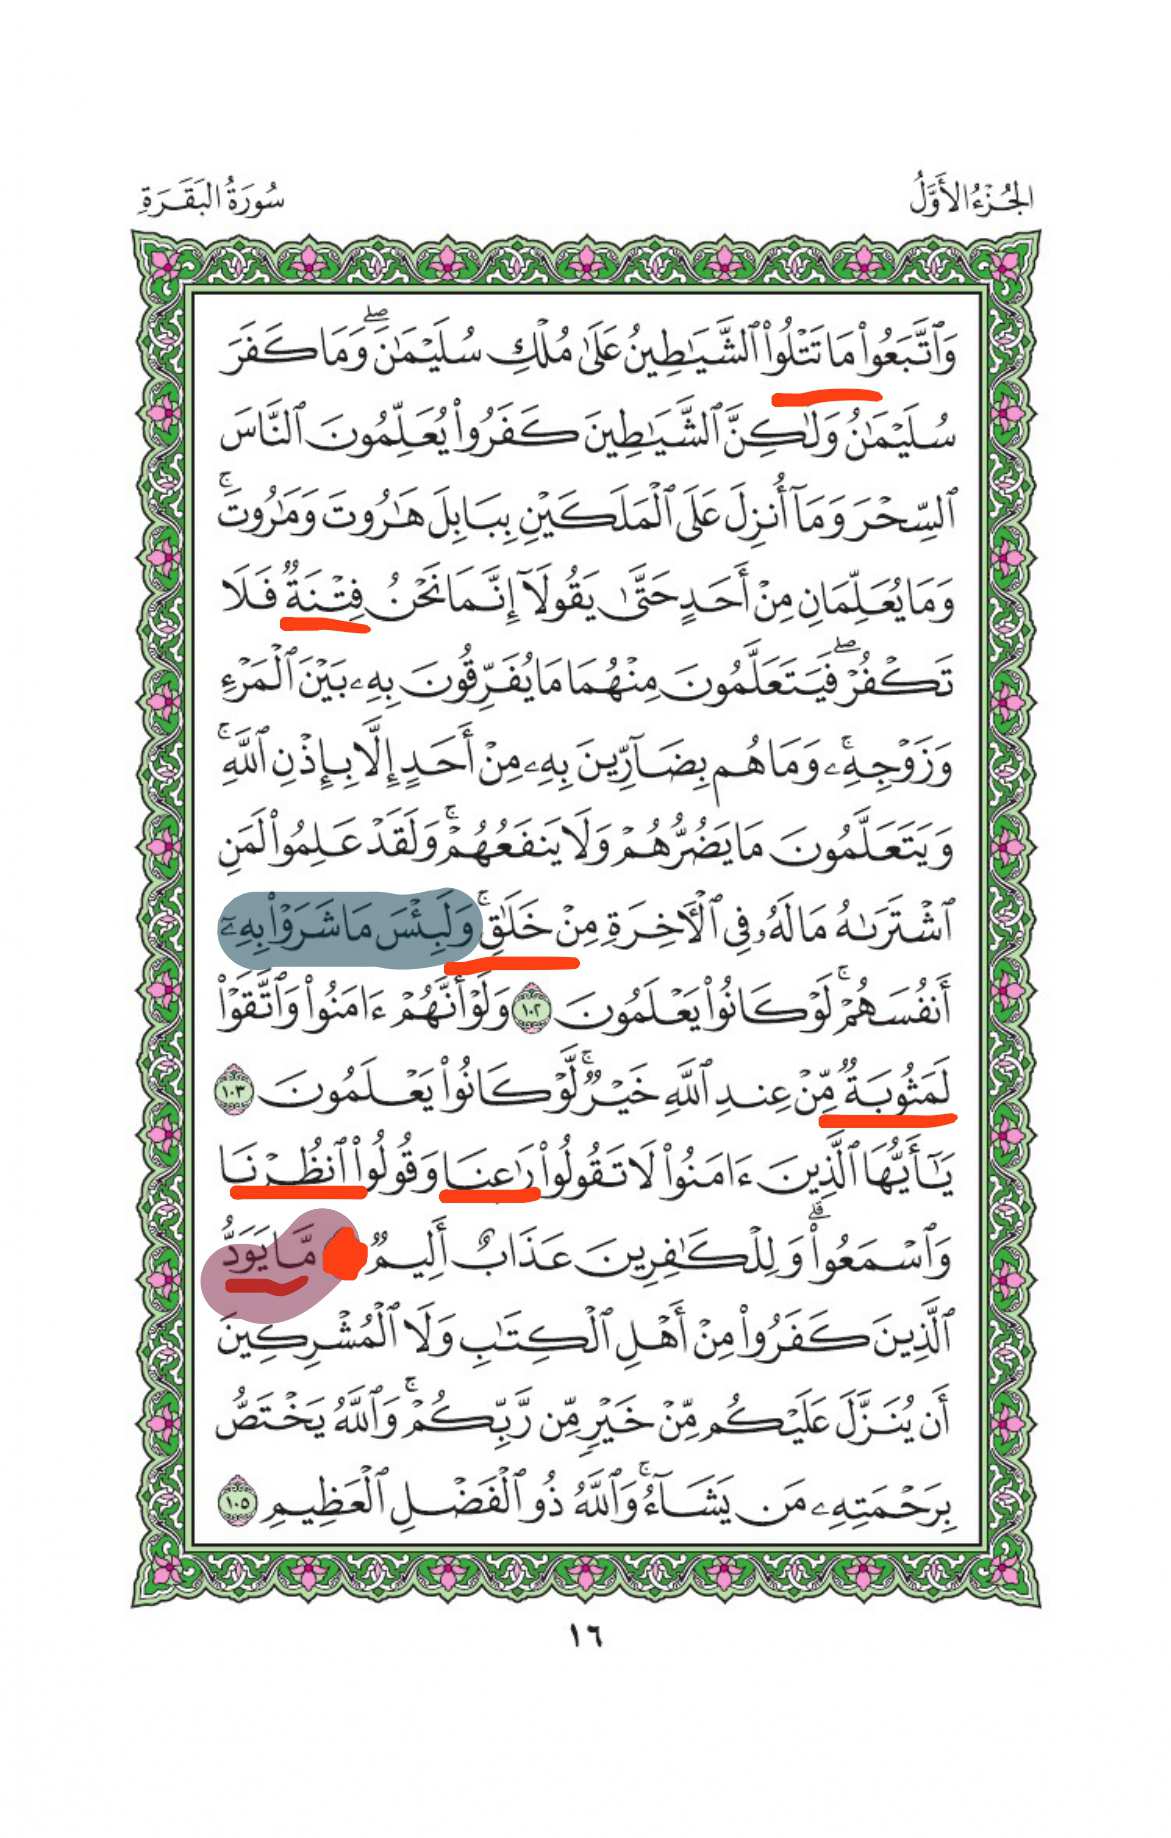 الجُزْءُ الأَوَّلُ
سُورَةُ البَقَرَةِ
وَٱتَّبَعُوا۟ مَا تَتْلُوا۟ ٱلشَّيَـٰطِينُ عَلَىٰ مُلْكِ سُلَيْمَـٰنَ ۖ وَمَا كَفَرَ
سُلَيْمَـٰنُ وَلَـٰكِنَّ ٱلشَّيَـٰطِينَ كَفَرُوا۟ يُعَلِّمُونَ ٱلنَّاسَ
ٱلسِّحْرَ وَمَآ أُنزِلَ عَلَى ٱلْمَلَكَيْنِ بِبَابِلَ هَـٰرُوتَ وَمَـٰرُوتَ ۚ
وَمَا يُعَلِّمَانِ مِنْ أَحَدٍ حَتَّىٰ يَقُولَآ إِنَّمَا نَحْنُ فِتْنَةٌ فَلَا
تَكْفُرْ ۖ فَيَتَعَلَّمُونَ مِنْهُمَا مَا يُفَرِّقُونَ بِهِۦ بَيْنَ ٱلْمَرْءِ
وَزَوْجِهِۦ ۚ وَمَا هُم بِضَآرِّينَ بِهِۦ مِنْ أَحَدٍ إِلَّا بِإِذْنِ ٱللَّهِ ۚ
وَيَتَعَلَّمُونَ مَا يَضُرُّهُمْ وَلَا يَنفَعُهُمْ ۚ وَلَقَدْ عَلِمُوا۟ لَمَنِ
ٱشْتَرَىٰهُ مَا لَهُۥ فِى ٱلْـَٔاخِرَةِ مِنْ خَلَـٰقٍ ۚ وَلَبِئْسَ مَا شَرَوْا۟ بِهِۦٓ
أَنفُسَهُمْ ۚ لَوْ كَانُوا۟ يَعْلَمُونَ ١٠٢ وَلَوْ أَنَّهُمْ ءَامَنُوا۟ وَٱتَّقَوْا۟
لَمَثُوبَةٌ مِّنْ عِندِ ٱللَّهِ خَيْرٌ ۚ لَّوْ كَانُوا۟ يَعْلَمُونَ ١٠٣
يَـٰٓأَيُّهَا ٱلَّذِينَ ءَامَنُوا۟ لَا تَقُولُوا۟ رَٰعِنَا وَقُولُوا۟ ٱنظُرْنَا
وَٱسْمَعُوا۟ ۗ وَلِلْكَـٰفِرِينَ عَذَابٌ أَلِيمٌ مَّا يَوَدُّ
ٱلَّذِينَ كَفَرُوا۟ مِنْ أَهْلِ ٱلْكِتَـٰبِ وَلَا ٱلْمُشْرِكِينَ
أَن يُنَزَّلَ عَلَيْكُم مِّنْ خَيْرٍ مِّن رَّبِّكُمْ ۚ وَٱللَّهُ يَخْتَصُّ
بِرَحْمَتِهِۦ مَن يَشَآءُ ۚ وَٱللَّهُ ذُو ٱلْفَضْلِ ٱلْعَظِيمِ ١٠٥
١٦